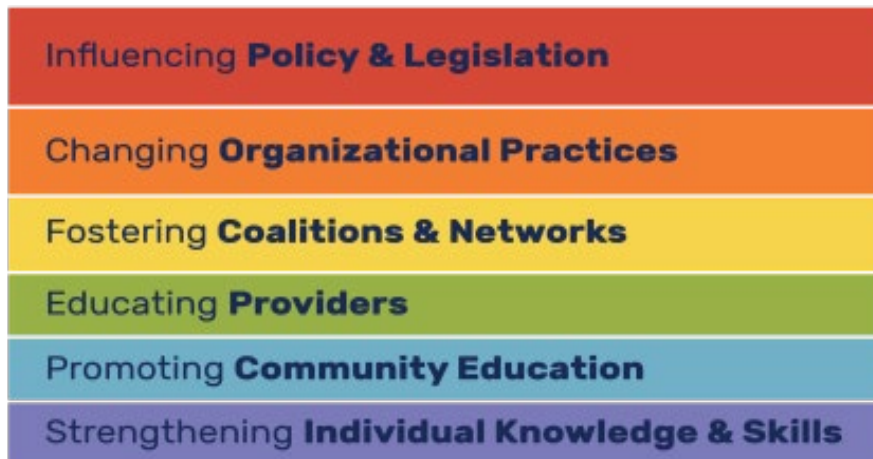 Influencing Policy & Legislation
Changing Organizational Practices
Fostering Coalitions & Networks
Educating Providers
Promoting Community Education
Strengthening Individual Knowledge & Skills